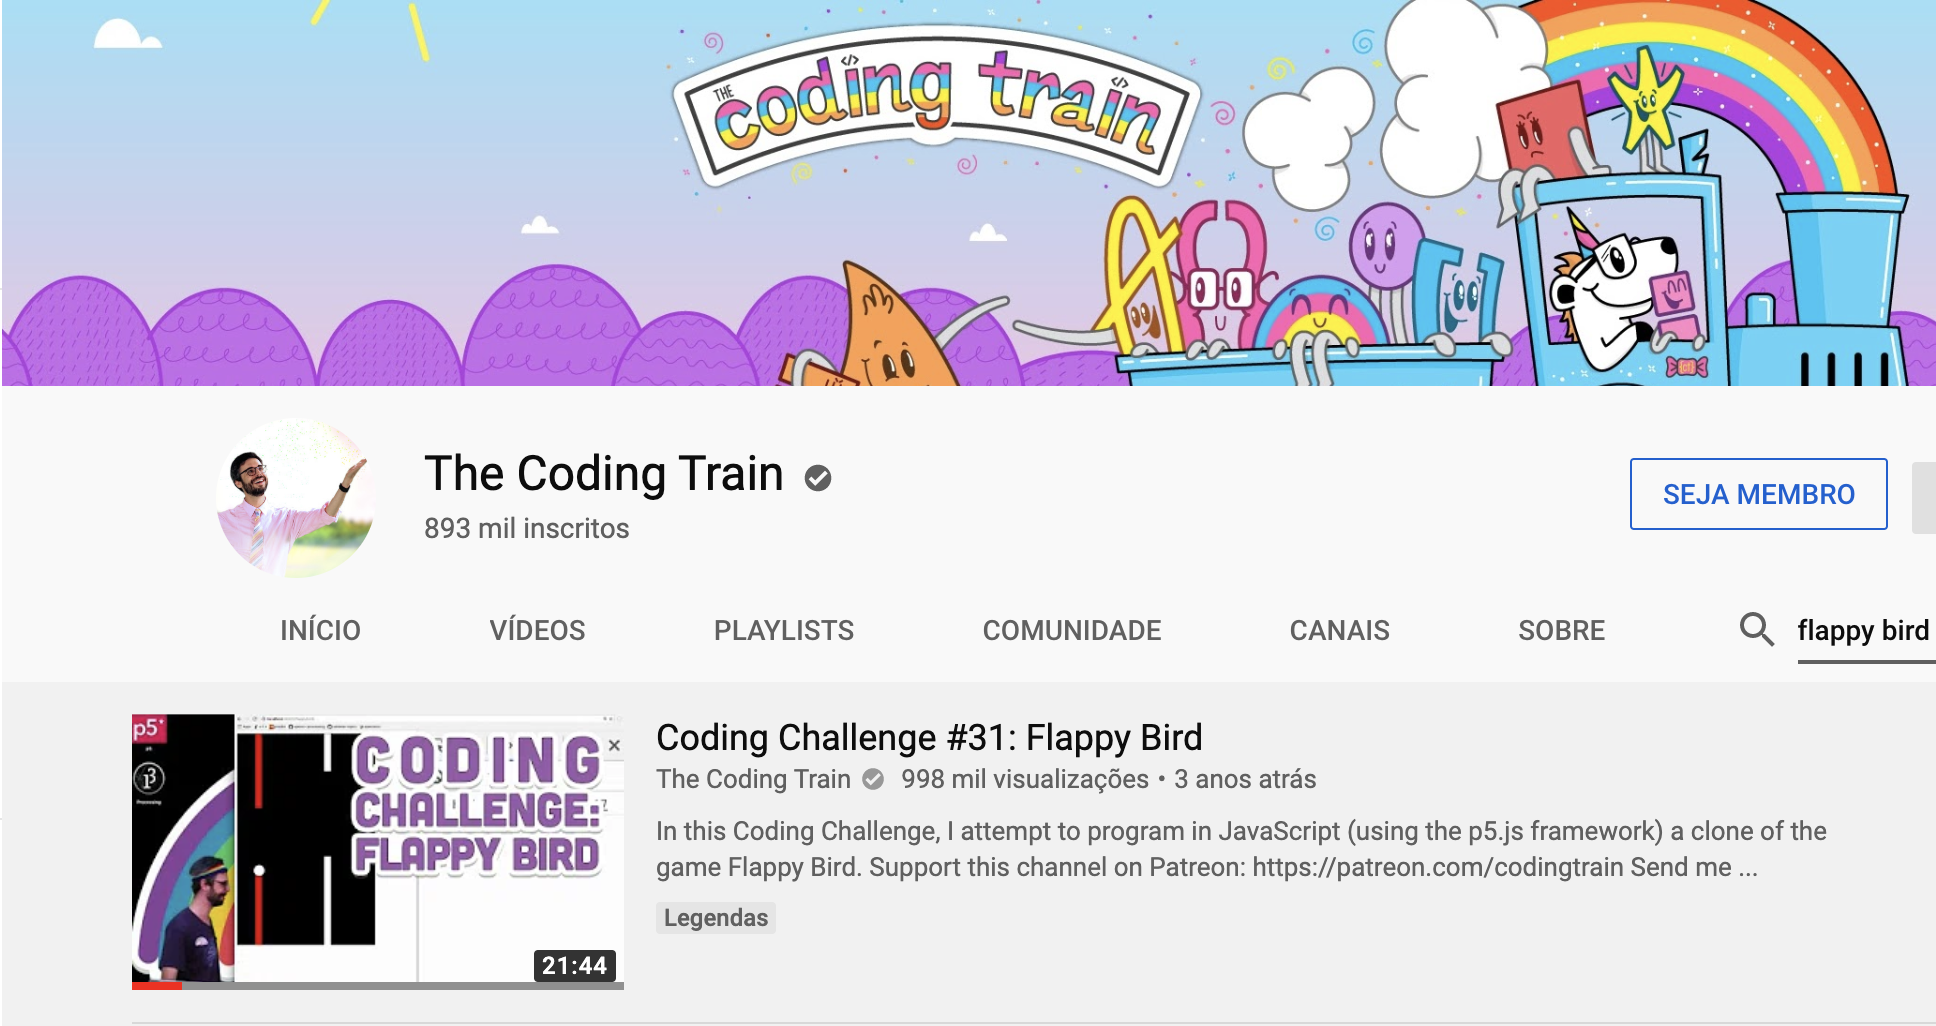 THE
coding train
The Coding Train
893 mil inscritos
SEJA MEMBRO
INÍCIO VÍDEOS PLAYLISTS COMUNIDADE CANAIS SOBRE flappy bird
p5*
CODING
CHALLENGE:
FLAPPY BIRD
21:44
Coding Challenge #31: Flappy Bird
The Coding Train 998 mil visualizações • 3 anos atrás
In this Coding Challenge, I attempt to program in JavaScript (using the p5.js framework) a clone of the
game Flappy Bird. Support this channel on Patreon: https://patreon.com/codingtrain Send me ...
Legendas